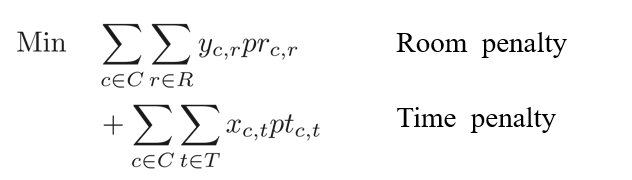 Min ∑_{c∈C} ∑_{r∈R} y_{c,r}pr_{c,r} Room penalty
+ ∑_{c∈C} ∑_{t∈T} x_{c,t}pt_{c,t} Time penalty